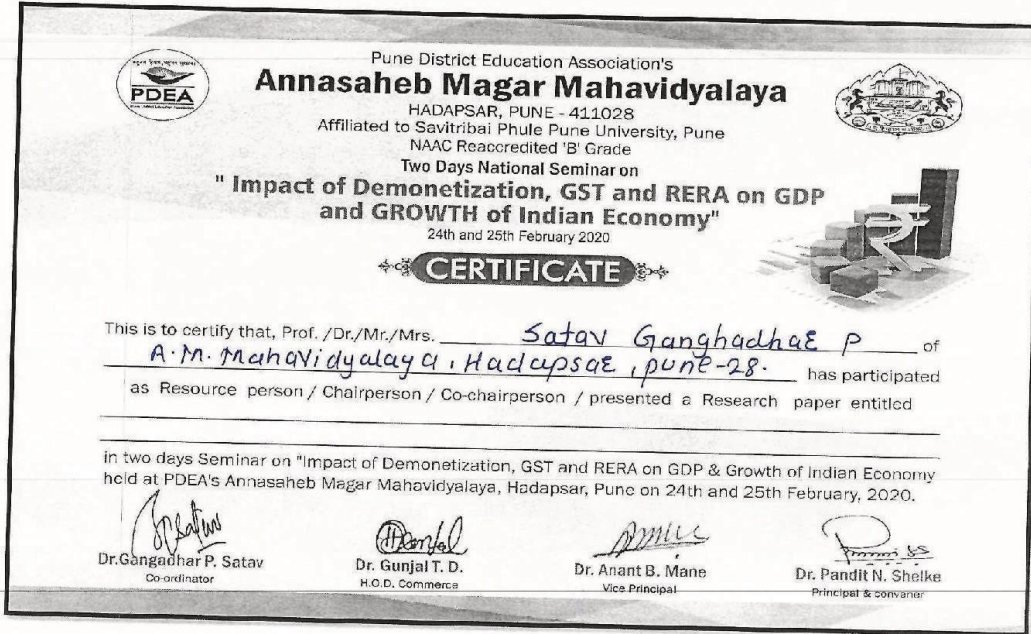 Pune District Education Association's
Annasaheb Magar Mahavidyalaya
PDEA
HADAPSAR, PUNE - 411028
Affiliated to Savitribai Phule Pune University, Pune
NAAC Reaccredited 'B' Grade
Two Days National Seminar on
" Impact of Demonetization, GST and RERA on GDP
and GROWTH of Indian Economy"
24th and 25th February 2020
CERTIFICATE
This is to certify that, Prof. /Dr./Mr./Mrs. Satav Ganghadhae P of
A.M. Mahavidyalaya, Hadapsae, pune-28. has participated
as Resource person / Chairperson / Co-chairperson / presented a Research paper entitled
in two days Seminar on "Impact of Demonetization, GST and RERA on GDP & Growth of Indian Economy
held at PDEA's Annasaheb Magar Mahavidyalaya, Hadapsar, Pune on 24th and 25th February, 2020.
Dr.Gangadhar P. Satav
Co-ordinator
Dr. Gunjal T. D.
H.O.D. Commerce
Dr. Anant B. Mane
Vice Principal
Dr. Pandit N. Shelke
Principal & convaner